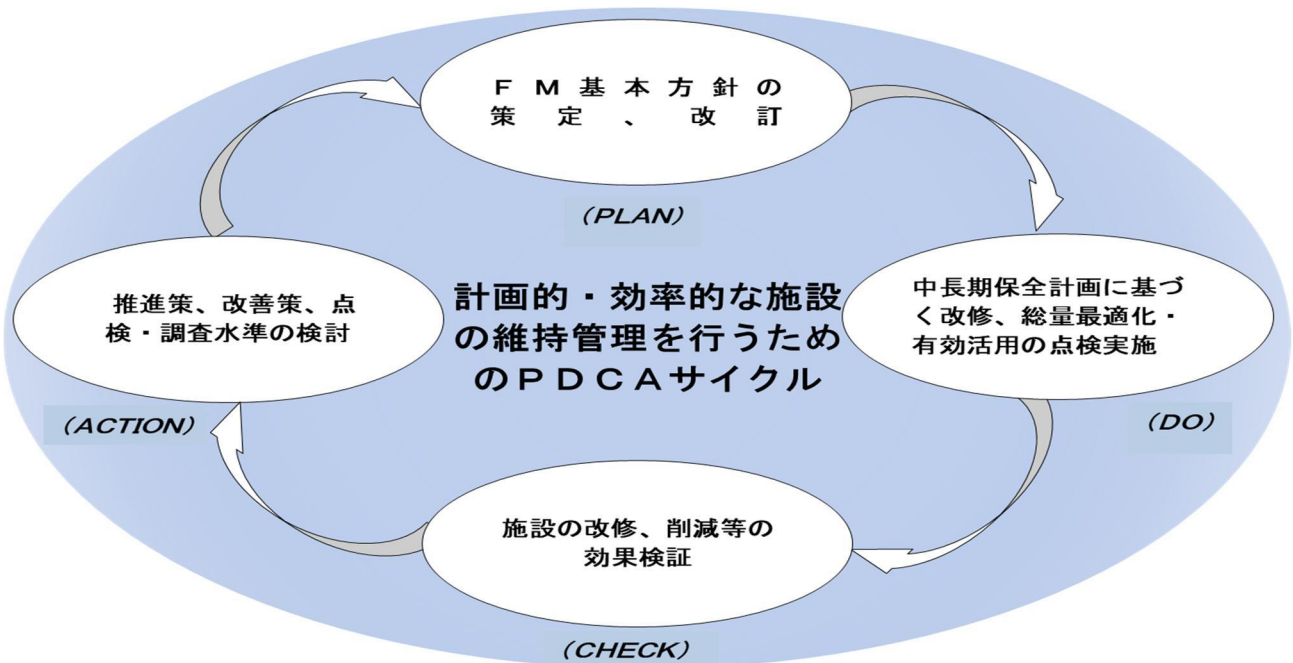 ＦＭ基本方針の
策定、改訂
（PLAN）
中長期保全計画に基づ
く改修、総量最適化・
有効活用の点検実施
（DO）
施設の改修、削減等の
効果検証
（CHECK）
推進策、改善策、点
検・調査水準の検討
（ACTION）
計画的・効率的な施設
の維持管理を行うため
のＰＤＣＡサイクル